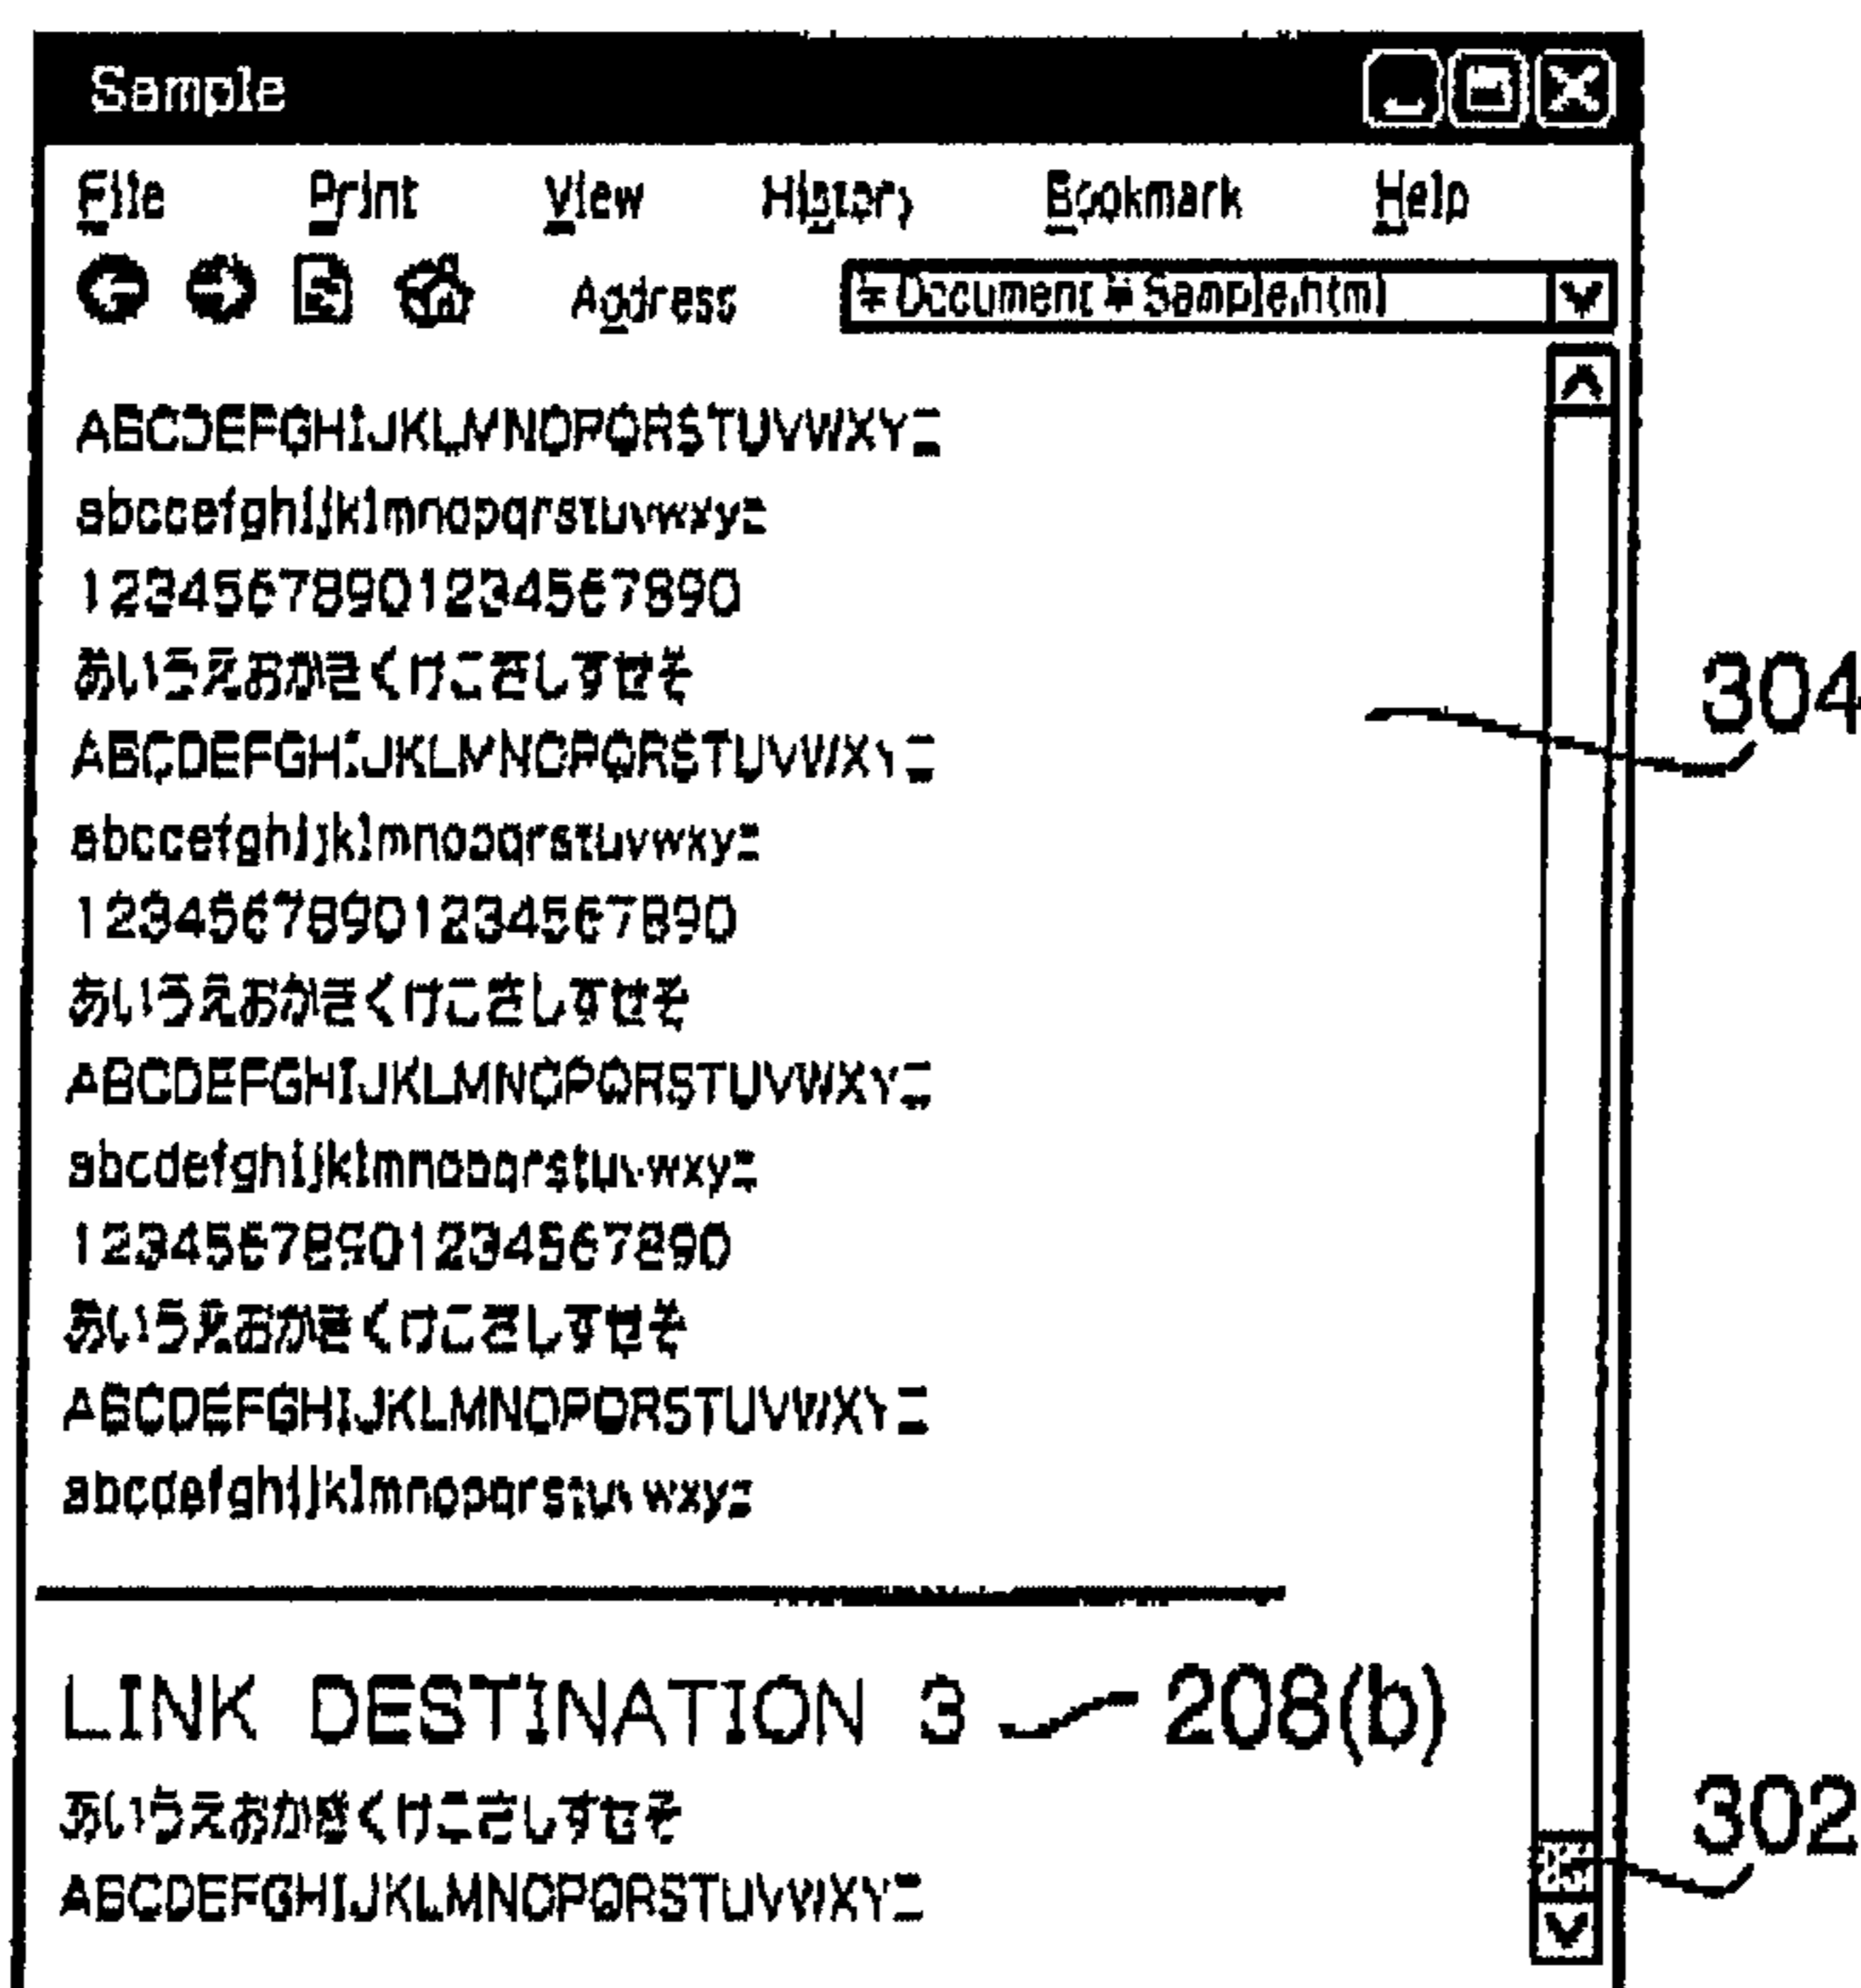 Sample
File Print View History Bookmark Help
Address ¥Document¥Sample.html
ABCDEFGHIJKLMNOPQRSTUVWXYZ
abcdefghijklmnopqrstuvwxyz
12345678901234567890
あいうえおかきくけこさしすせそ
304
ABCDEFGHIJKLMNOPQRSTUVWXYZ
abcdefghijklmnopqrstuvwxyz
12345678901234567890
あいうえおかきくけこさしすせそ
ABCDEFGHIJKLMNOPQRSTUVWXYZ
abcdefghijklmnopqrstuvwxyz
12345678901234567890
あいうえおかきくけこさしすせそ
ABCDEFGHIJKLMNOPQRSTUVWXYZ
abcdefghijklmnopqrstuvwxyz
LINK DESTINATION 3 208(b)
あいうえおかきくけこさしすせそ
302
ABCDEFGHIJKLMNOPQRSTUVWXYZ